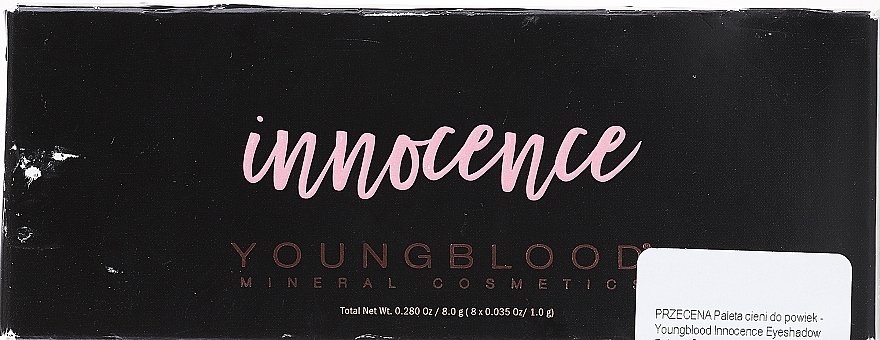 innocence
YOUNGBLOOD®
MINERAL COSMETICS
Total Net Wt. 0.280 Oz / 8.0 g ( 8 x 0.035 Oz/ 1.0 g)
PRZECENA Paleta cieni do powiek -
Youngblood Innocence Eyeshadow